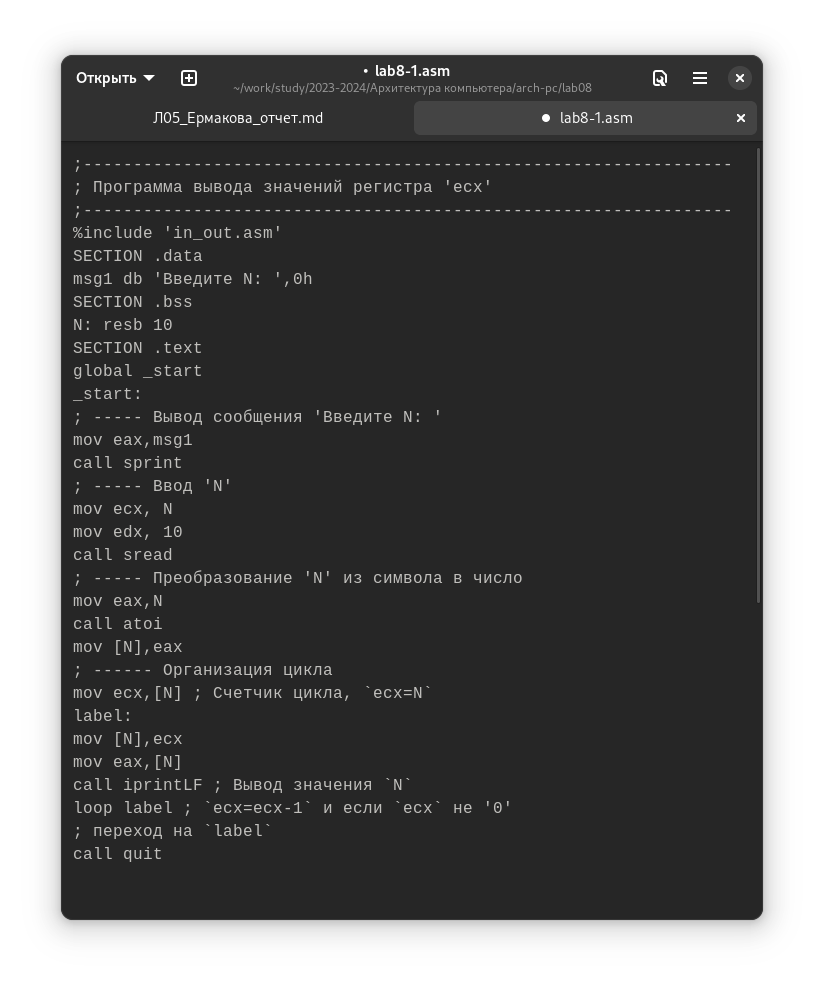 Открыть
• lab8-1.asm
~/work/study/2023-2024/Архитектура компьютера/arch-pc/lab08
Л05_Ермакова_отчет.md
● lab8-1.asm
;-----------------------------------------------------------------
; Программа вывода значений регистра 'ecx'
;-----------------------------------------------------------------
%include 'in_out.asm'
SECTION .data
msg1 db 'Введите N: ',0h
SECTION .bss
N: resb 10
SECTION .text
global _start
_start:
; ----- Вывод сообщения 'Введите N: '
mov eax,msg1
call sprint
; ----- Ввод 'N'
mov ecx, N
mov edx, 10
call sread
; ----- Преобразование 'N' из символа в число
mov eax,N
call atoi
mov [N],eax
; ------ Организация цикла
mov ecx,[N] ; Счетчик цикла, `ecx=N`
label:
mov [N],ecx
mov eax,[N]
call iprintLF ; Вывод значения `N`
loop label ; `ecx=ecx-1` и если `ecx` не '0'
; переход на `label`
call quit